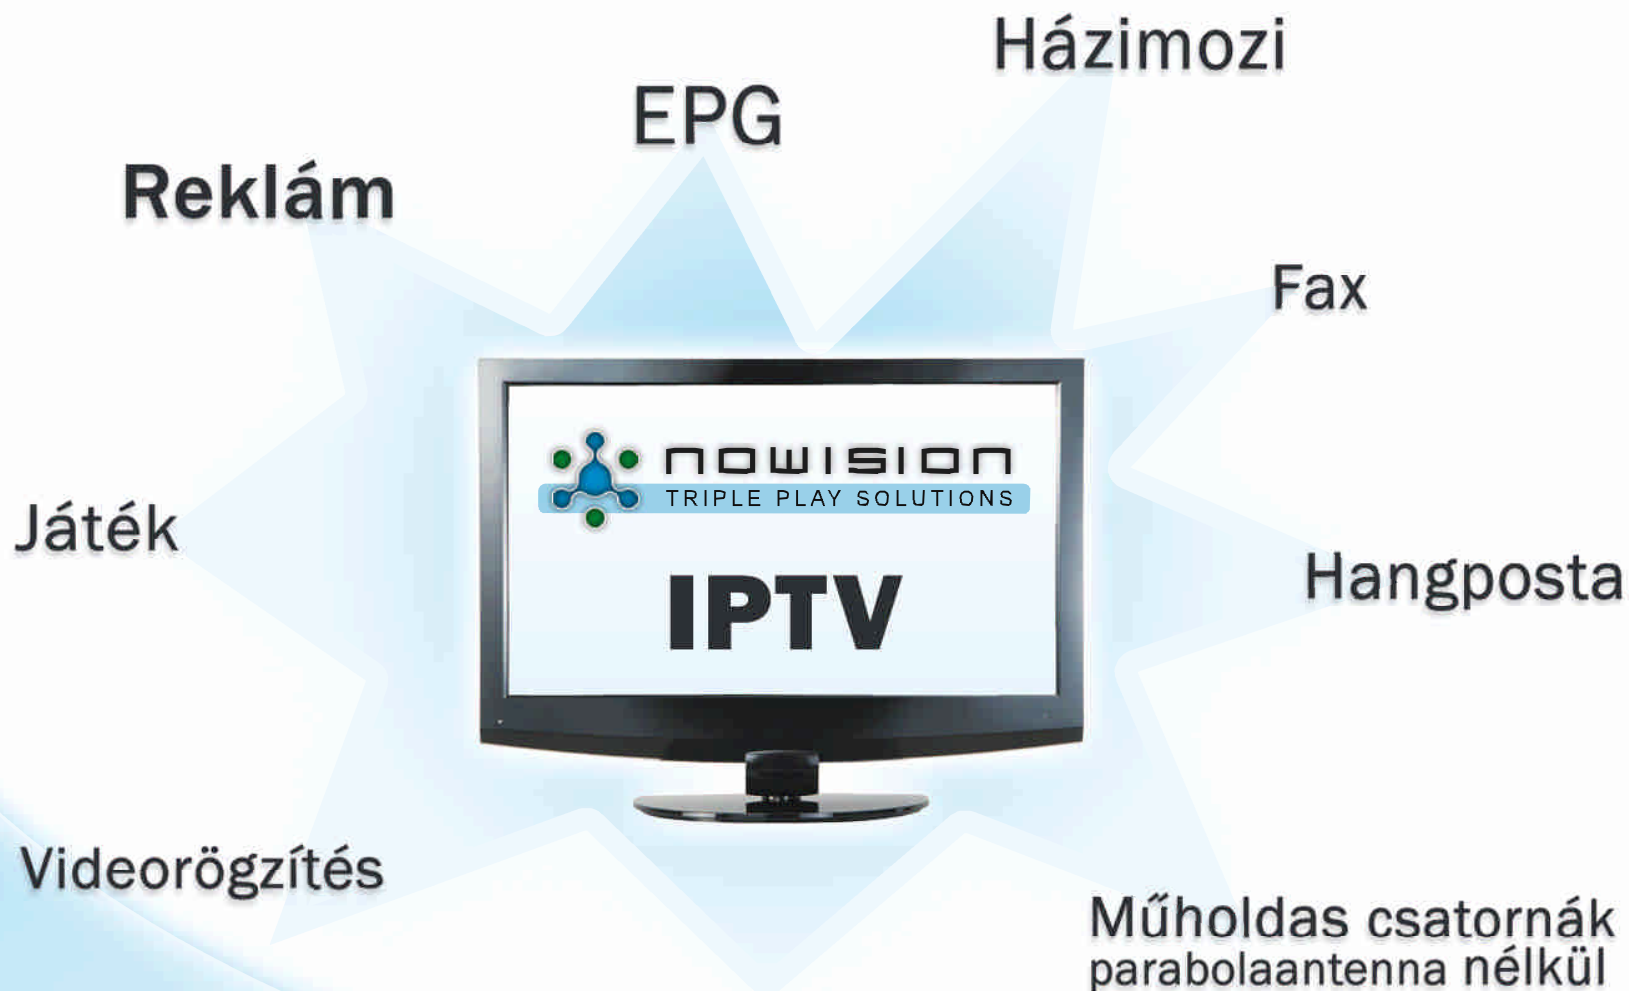 Házimozi
EPG
Reklám
Fax
nowision
TRIPLE PLAY SOLUTIONS
IPTV
Játék
Hangposta
Videorögzítés
Műholdas csatornák
parabolaantenna nélkül